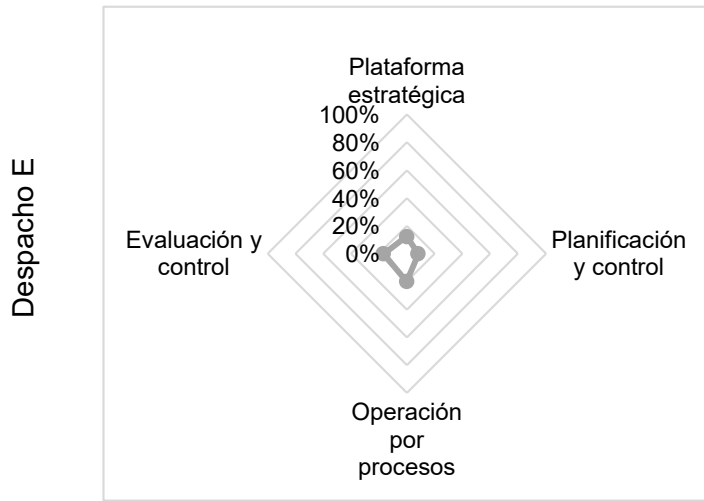 Despacho E
Plataforma
estratégica
100%
80%
60%
40%
20%
0%
Evaluación y
control
Planificación
y control
Operación
por
procesos